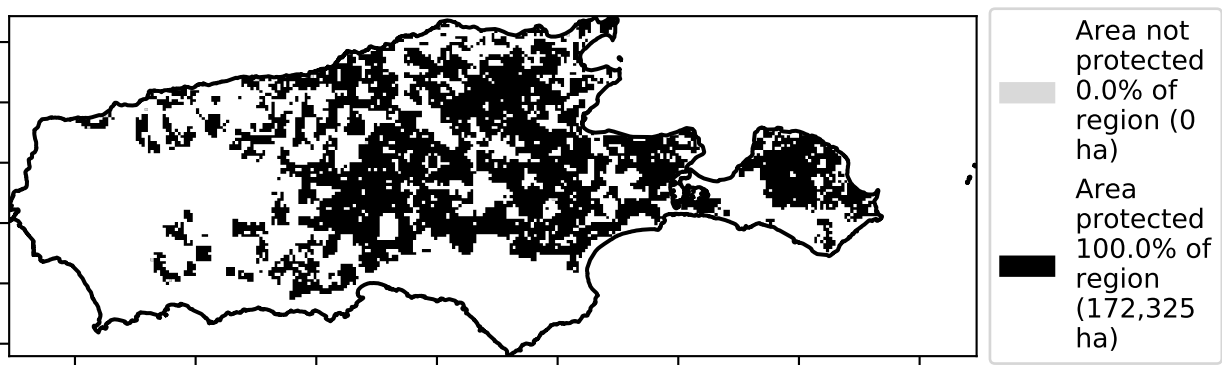 Area not
protected
0.0% of
region (0
ha)
Area
protected
100.0% of
region
(172,325
ha)